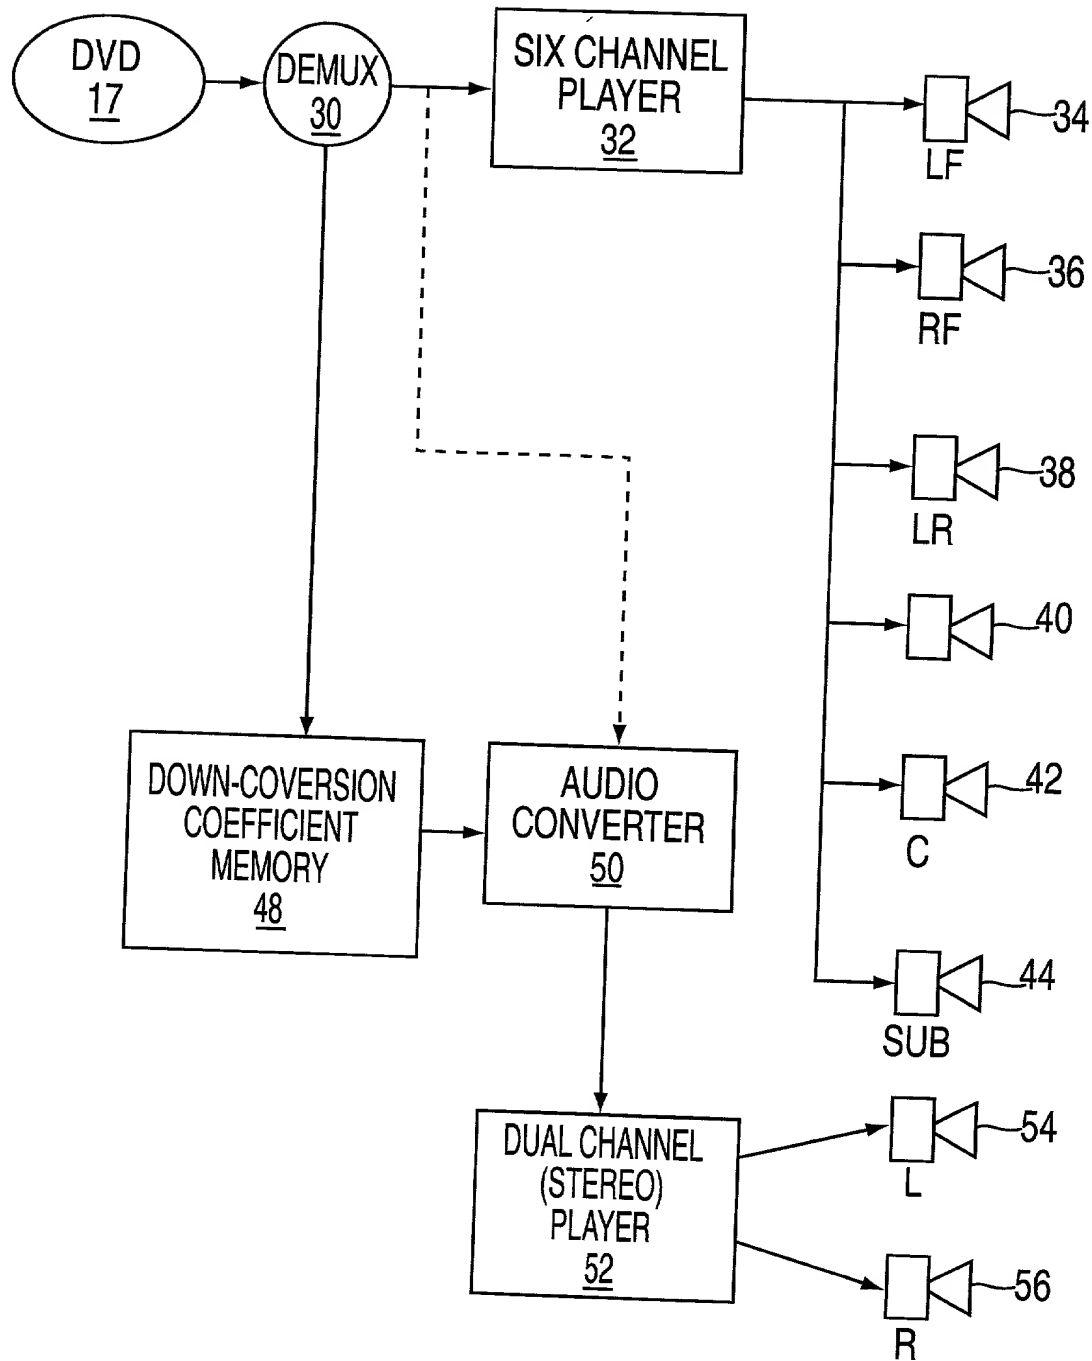 DVD
17
DEMUX
30
SIX CHANNEL
PLAYER
32
34
LF
36
RF
38
LR
40
42
C
44
SUB
DOWN-COVERSION
COEFFICIENT
MEMORY
48
AUDIO
CONVERTER
50
DUAL CHANNEL
(STEREO)
PLAYER
52
54
L
56
R